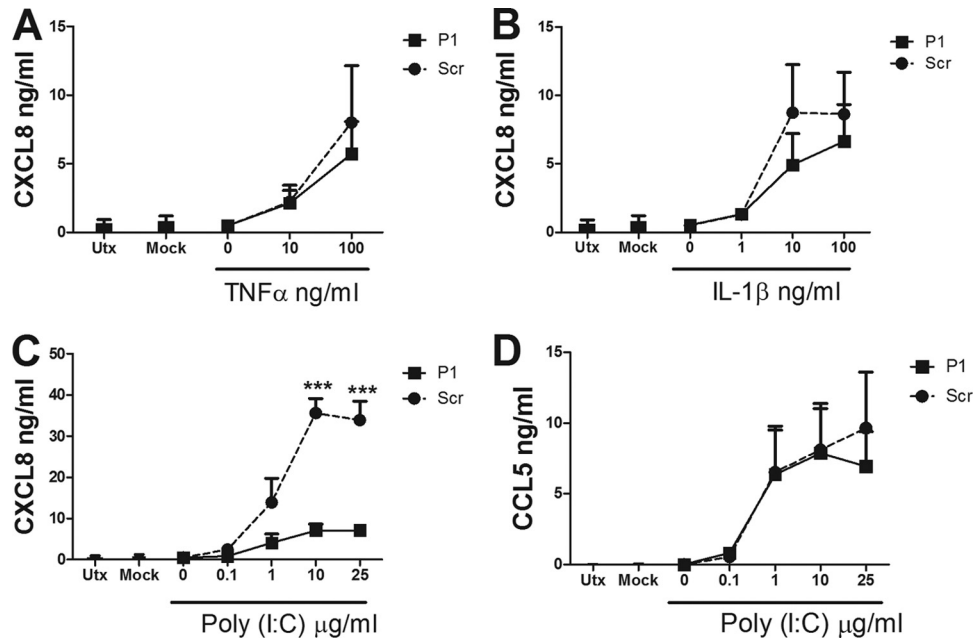 A
CXCL8 ng/ml
15
10
5
0
Utx Mock 0 10 100
TNFα ng/ml
P1
Scr
B
CXCL8 ng/ml
15
10
5
0
Utx Mock 0 1 10 100
IL-1β ng/ml
P1
Scr
C
CXCL8 ng/ml
50
40
30
20
10
0
*** ***
Utx Mock 0 0.1 1 10 25
Poly (I:C) μg/ml
P1
Scr
D
CCL5 ng/ml
15
10
5
0
Utx Mock 0 0.1 1 10 25
Poly (I:C) μg/ml
P1
Scr